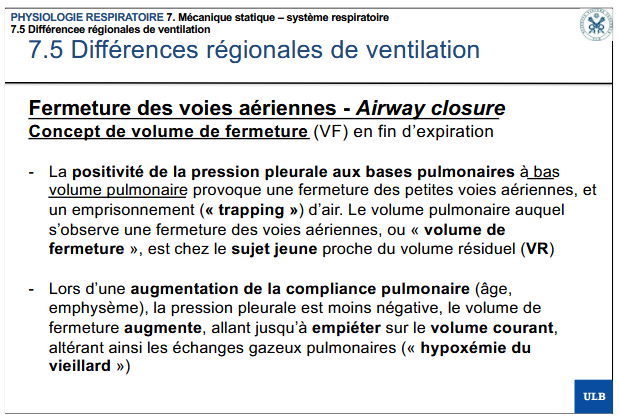 PHYSIOLOGIE RESPIRATOIRE 7. Mécanique statique – système respiratoire
7.5 Différencee régionales de ventilation
7.5 Différences régionales de ventilation
Fermeture des voies aériennes - Airway closure
Concept de volume de fermeture (VF) en fin d’expiration
- La positivité de la pression pleurale aux bases pulmonaires à bas
volume pulmonaire provoque une fermeture des petites voies aériennes, et
un emprisonnement (« trapping ») d’air. Le volume pulmonaire auquel
s’observe une fermeture des voies aériennes, ou « volume de
fermeture », est chez le sujet jeune proche du volume résiduel (VR)
- Lors d’une augmentation de la compliance pulmonaire (âge,
emphysème), la pression pleurale est moins négative, le volume de
fermeture augmente, allant jusqu’à empiéter sur le volume courant,
altérant ainsi les échanges gazeux pulmonaires (« hypoxémie du
vieillard »)
ULB